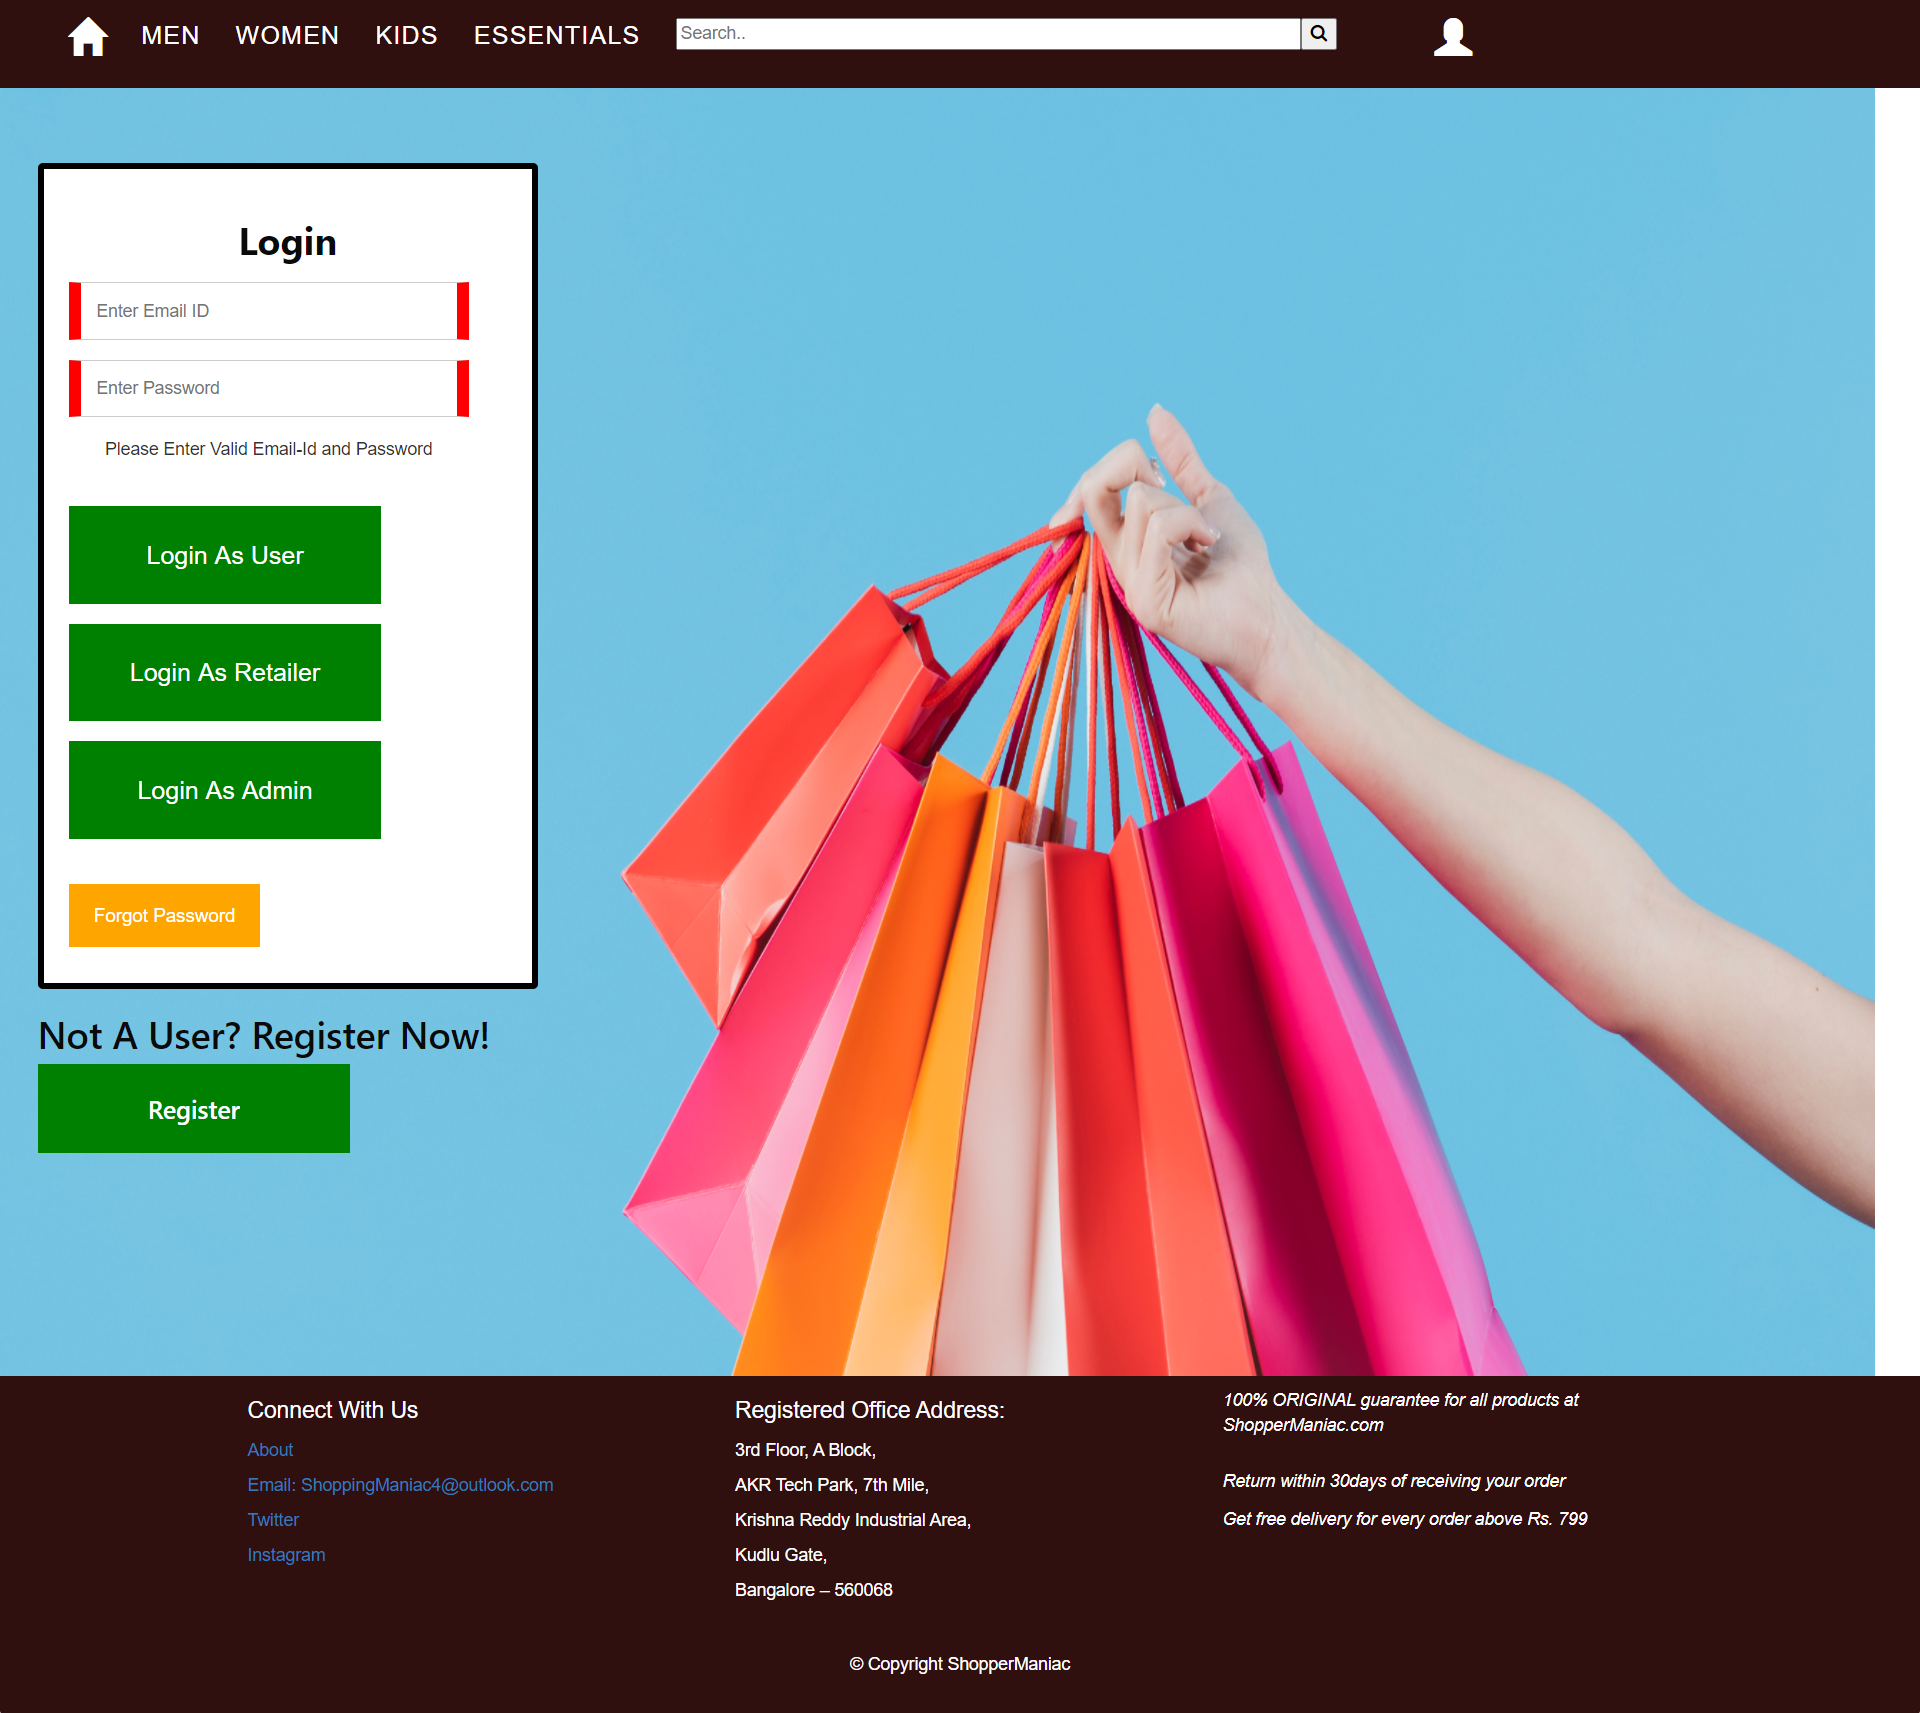 MEN WOMEN KIDS ESSENTIALS Search..
Login
Enter Email ID
Enter Password
Please Enter Valid Email-Id and Password
Login As User
Login As Retailer
Login As Admin
Forgot Password
Not A User? Register Now!
Register
Connect With Us
About
Email: ShoppingManiac4@outlook.com
Twitter
Instagram
Registered Office Address:
3rd Floor, A Block,
AKR Tech Park, 7th Mile,
Krishna Reddy Industrial Area,
Kudlu Gate,
Bangalore – 560068
100% ORIGINAL guarantee for all products at
ShopperManiac.com
Return within 30days of receiving your order
Get free delivery for every order above Rs. 799
© Copyright ShopperManiac